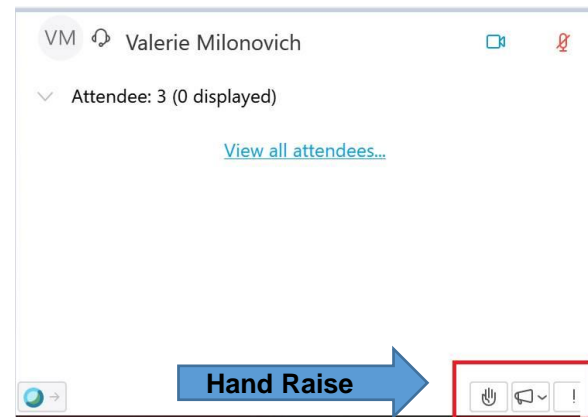 VM Valerie Milonovich
Attendee: 3 (0 displayed)
View all attendees...
Hand Raise